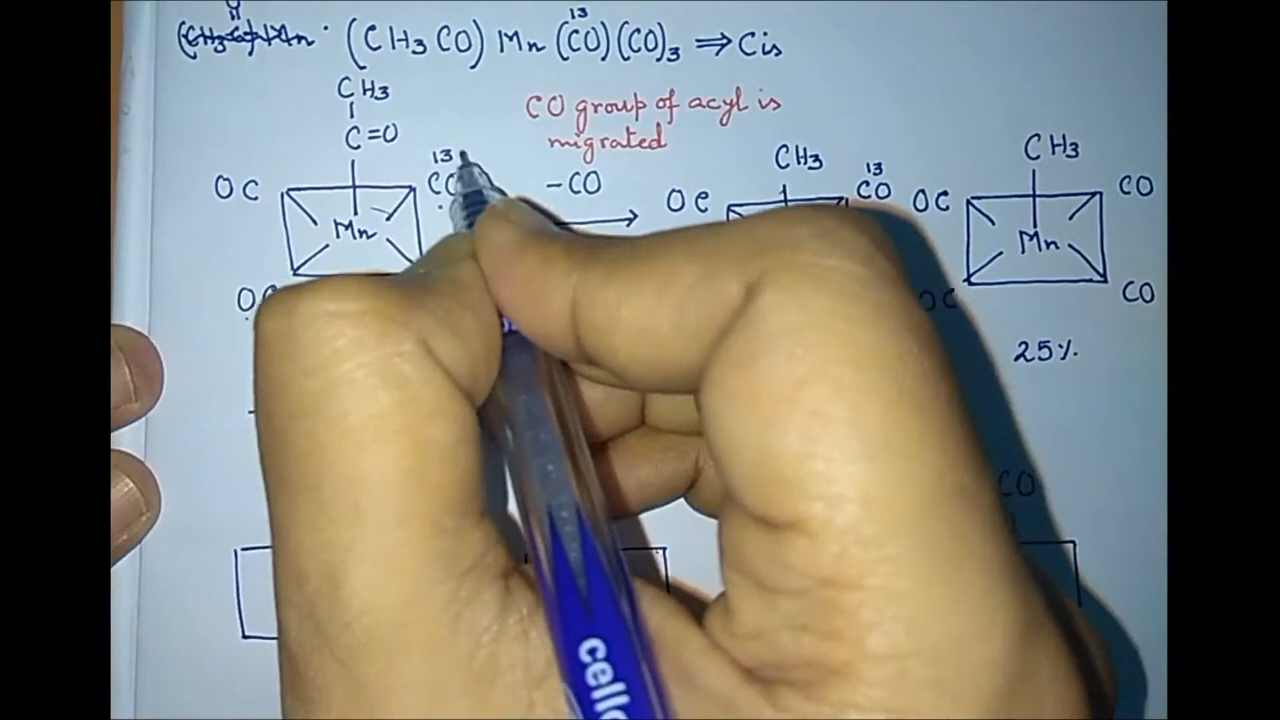 (CH3CO) Mn (¹³CO)(CO)₃ ⇒ Cis
CH3
C=O
CO group of acyl is
migrated
OC
13
CO
Mn
-CO
CH3
OC
13
CO
CH3
OC
CO
Mn
OC
OC
CO
25%
CO
cello